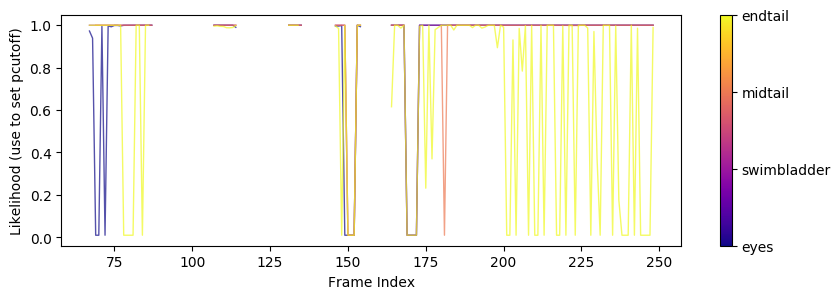 1.0
0.8
0.6
0.4
0.2
0.0
Likelihood (use to set pcutoff)
75
100
125
150
175
200
225
250
Frame Index
endtail
midtail
swimbladder
eyes